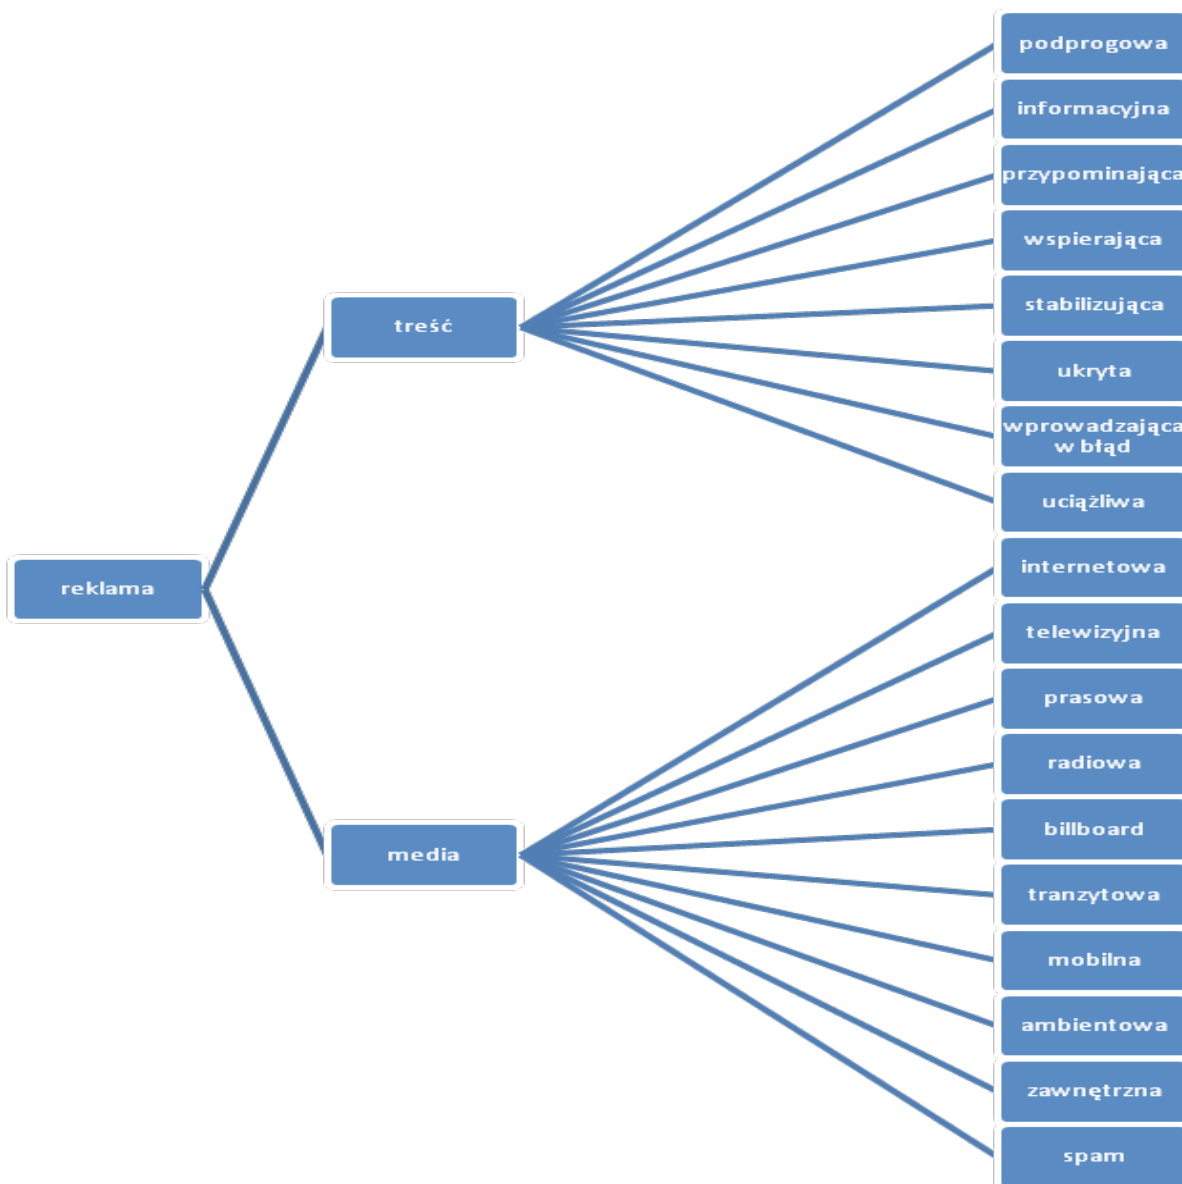 podprogowa
informacyjna
przypominająca
wspierająca
treść
stabilizująca
ukryta
wprowadzająca
w błąd
uciążliwa
reklama
internetowa
telewizyjna
prasowa
radiowa
media
billboard
tranzytowa
mobilna
ambientowa
zawnętrzna
spam